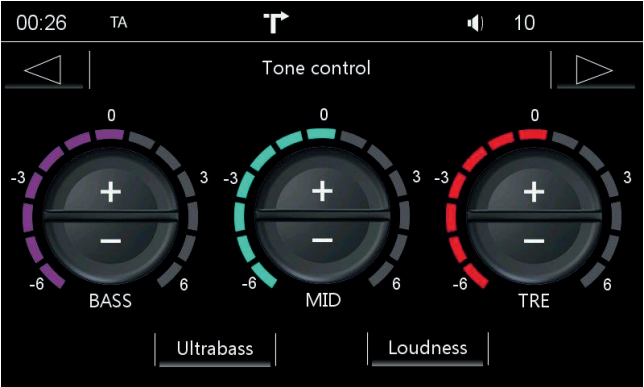 00:26 TA 10
Tone control
0 0 0
-3 3 -3 3 -3 3
+ + +
− − −
-6 6 -6 6 -6 6
BASS MID TRE
Ultrabass Loudness